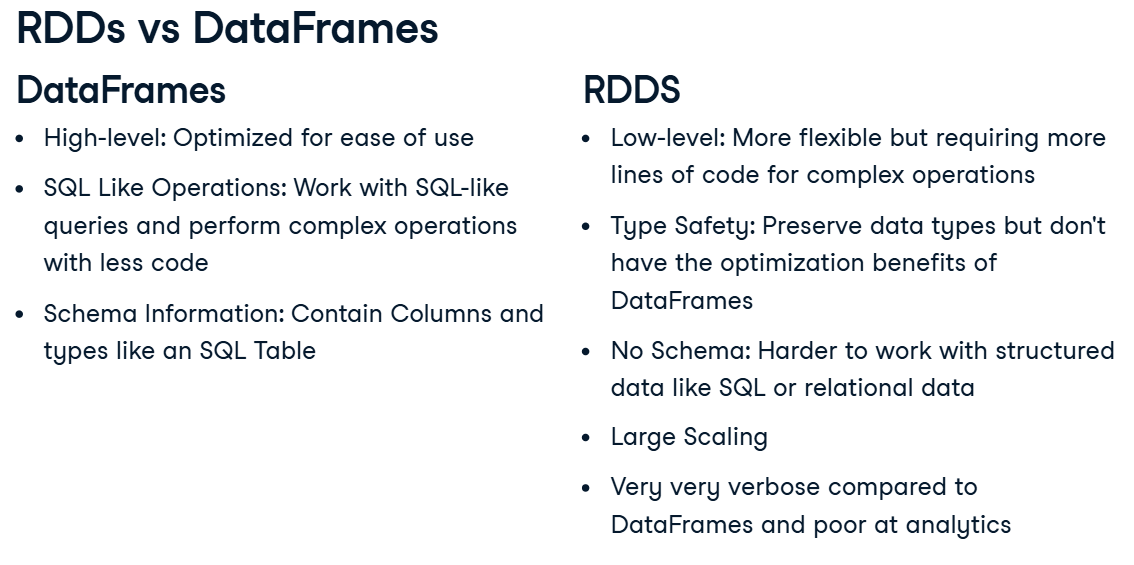 RDDs vs DataFrames
DataFrames
• High-level: Optimized for ease of use
• SQL Like Operations: Work with SQL-like
queries and perform complex operations
with less code
• Schema Information: Contain Columns and
types like an SQL Table
RDDS
• Low-level: More flexible but requiring more
lines of code for complex operations
• Type Safety: Preserve data types but don't
have the optimization benefits of
DataFrames
• No Schema: Harder to work with structured
data like SQL or relational data
• Large Scaling
• Very very verbose compared to
DataFrames and poor at analytics